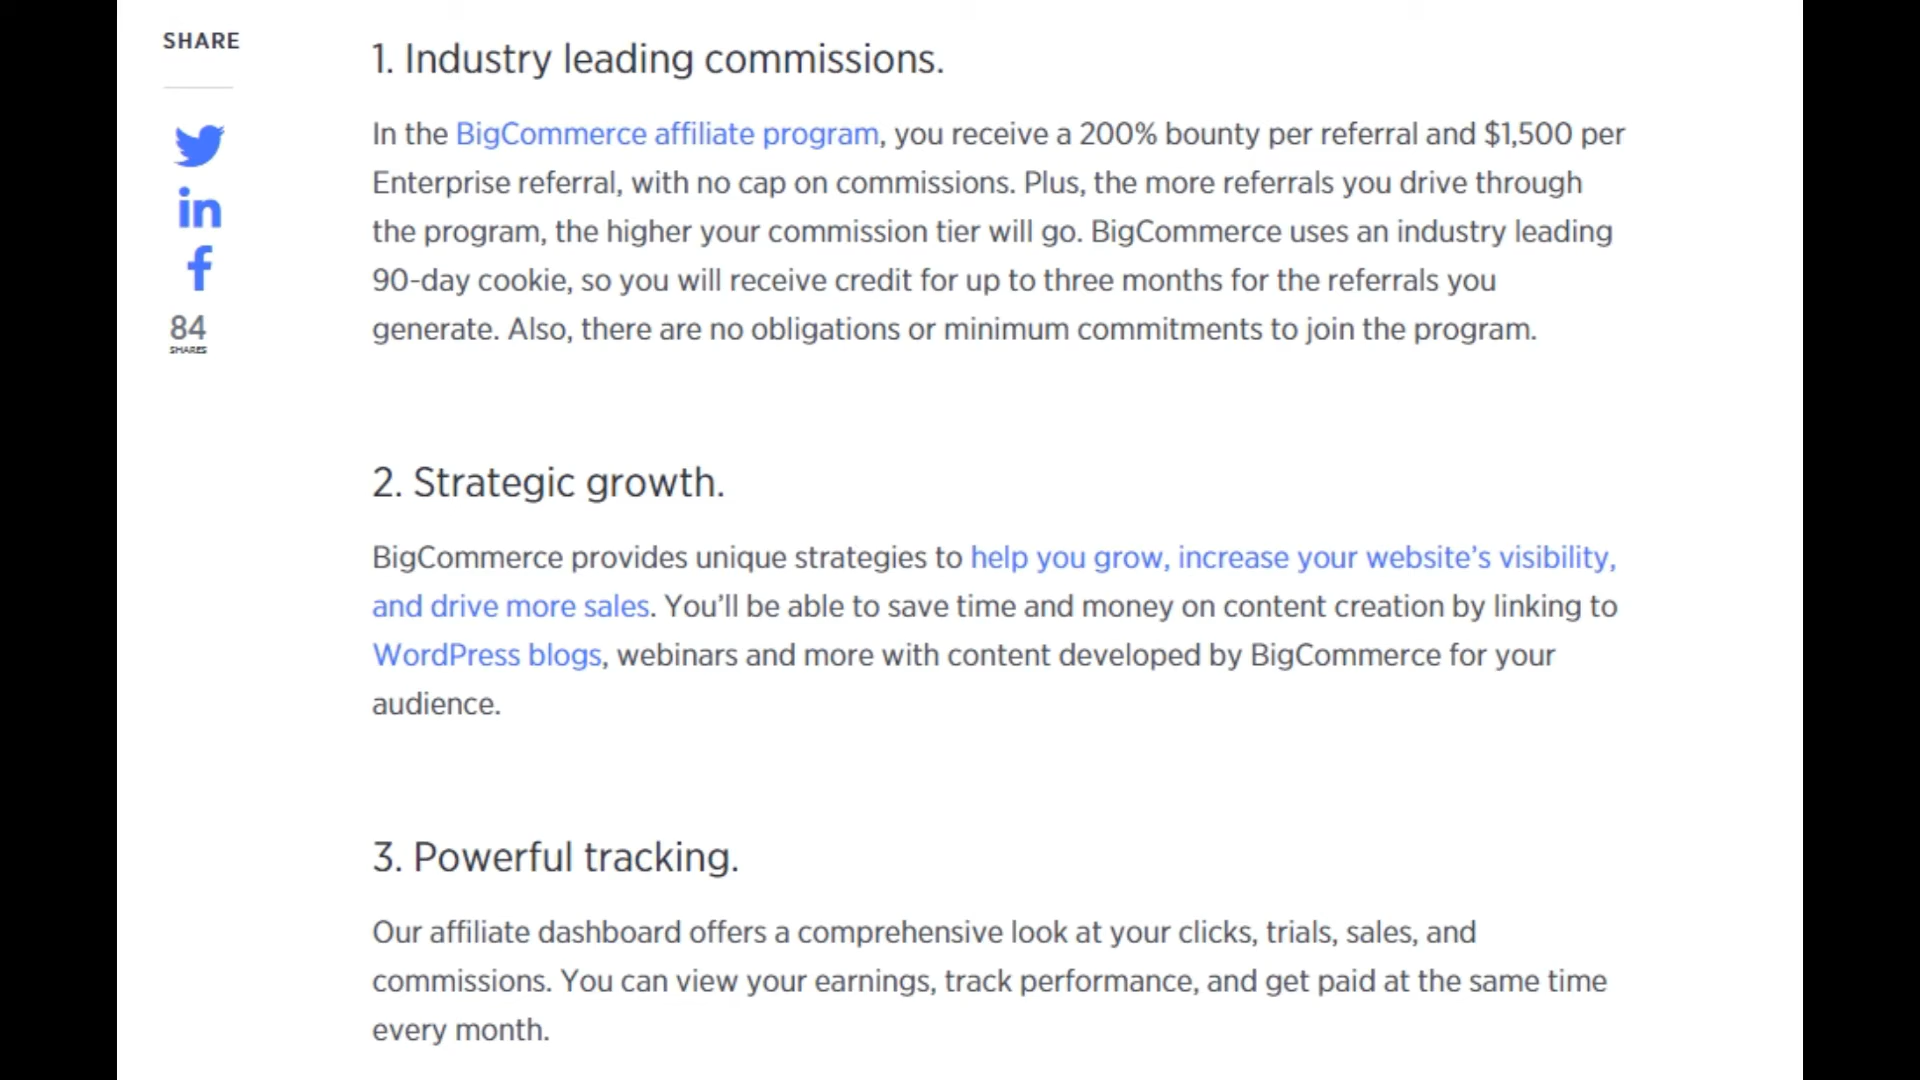 SHARE
84
SHARES
1. Industry leading commissions.
In the BigCommerce affiliate program, you receive a 200% bounty per referral and $1,500 per
Enterprise referral, with no cap on commissions. Plus, the more referrals you drive through
the program, the higher your commission tier will go. BigCommerce uses an industry leading
90-day cookie, so you will receive credit for up to three months for the referrals you
generate. Also, there are no obligations or minimum commitments to join the program.
2. Strategic growth.
BigCommerce provides unique strategies to help you grow, increase your website’s visibility,
and drive more sales. You’ll be able to save time and money on content creation by linking to
WordPress blogs, webinars and more with content developed by BigCommerce for your
audience.
3. Powerful tracking.
Our affiliate dashboard offers a comprehensive look at your clicks, trials, sales, and
commissions. You can view your earnings, track performance, and get paid at the same time
every month.